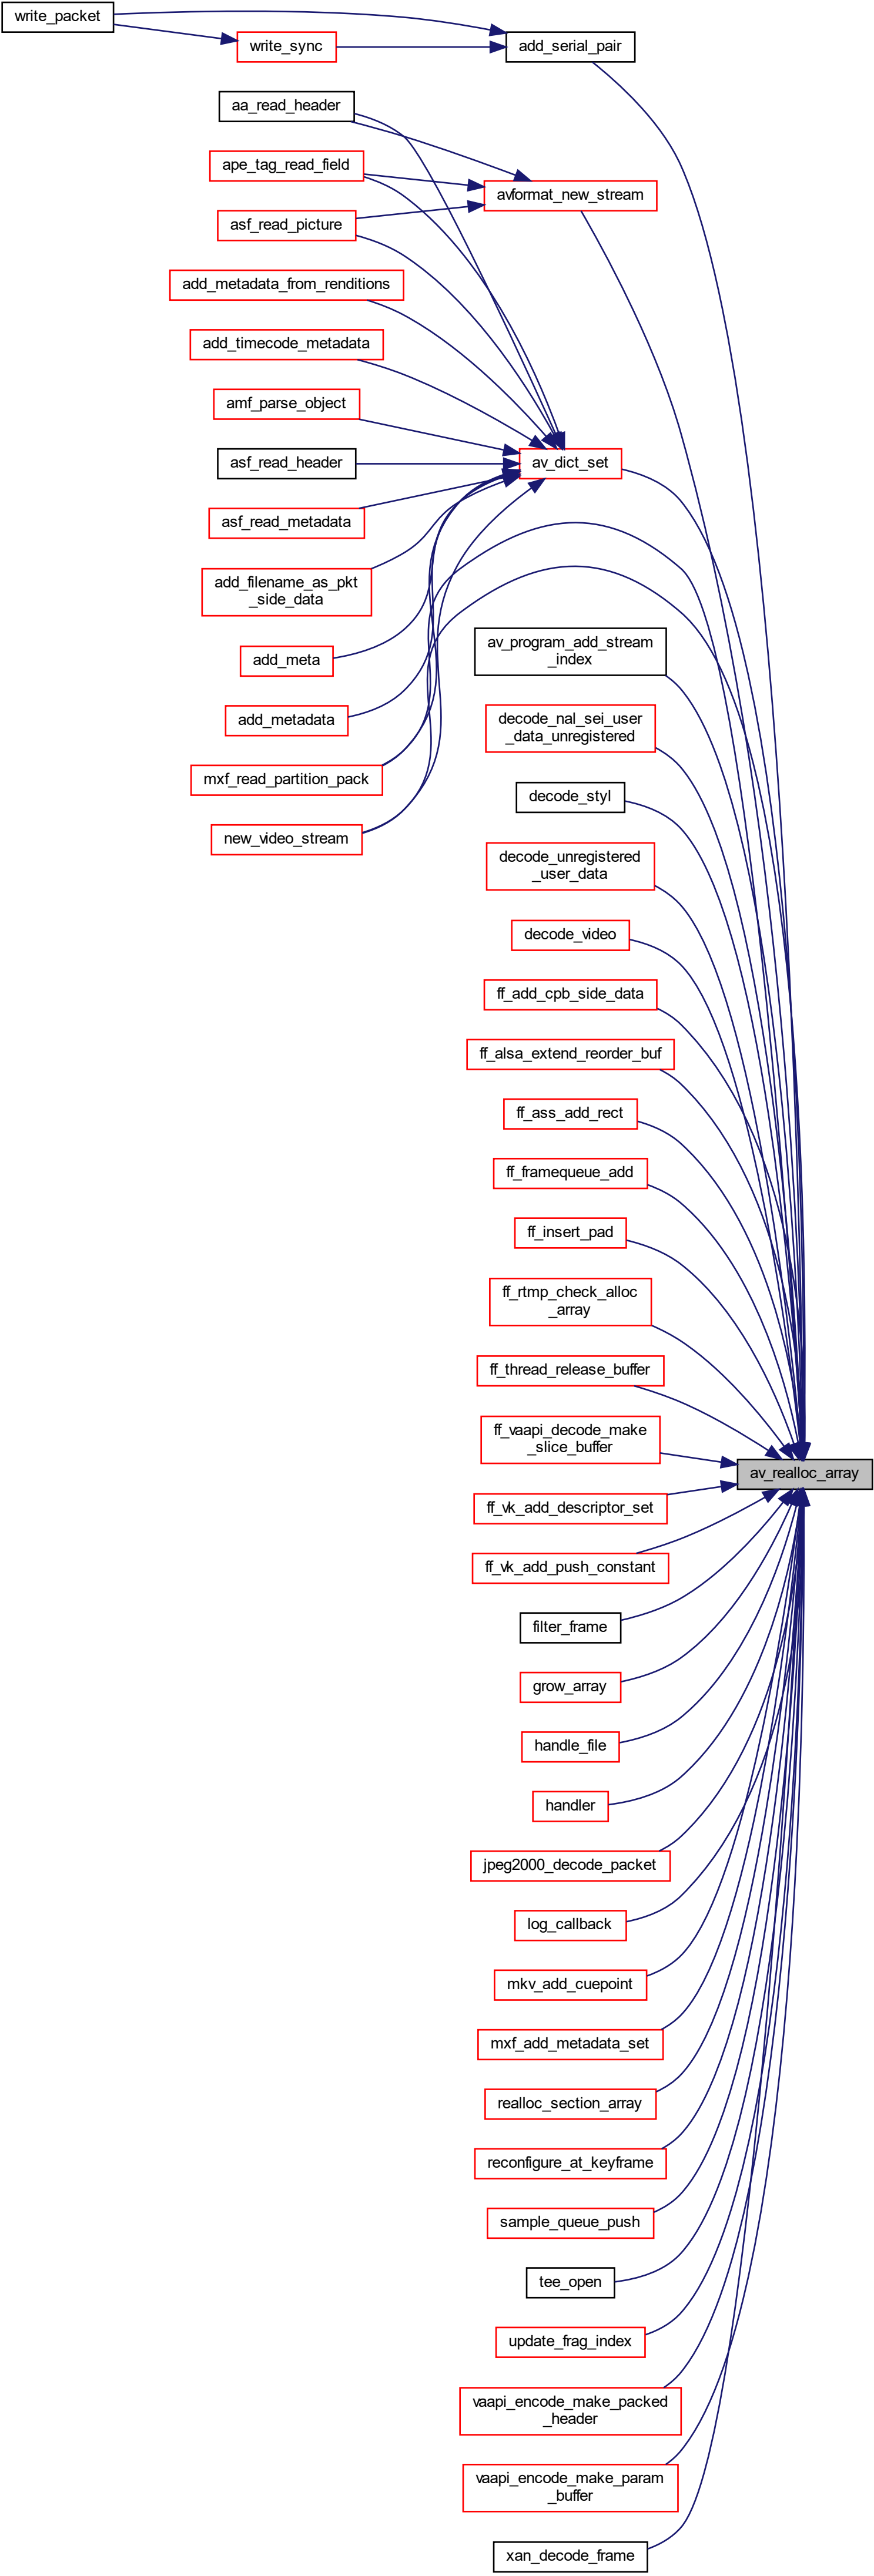 write_packet
write_sync
add_serial_pair
aa_read_header
ape_tag_read_field
avformat_new_stream
asf_read_picture
add_metadata_from_renditions
add_timecode_metadata
amf_parse_object
asf_read_header
av_dict_set
asf_read_metadata
add_filename_as_pkt
_side_data
add_meta
add_metadata
mxf_read_partition_pack
new_video_stream
av_program_add_stream
_index
decode_nal_sei_user
_data_unregistered
decode_styl
decode_unregistered
_user_data
decode_video
ff_add_cpb_side_data
ff_alsa_extend_reorder_buf
ff_ass_add_rect
ff_framequeue_add
ff_insert_pad
ff_rtmp_check_alloc
_array
ff_thread_release_buffer
ff_vaapi_decode_make
_slice_buffer
av_realloc_array
ff_vk_add_descriptor_set
ff_vk_add_push_constant
filter_frame
grow_array
handle_file
handler
jpeg2000_decode_packet
log_callback
mkv_add_cuepoint
mxf_add_metadata_set
realloc_section_array
reconfigure_at_keyframe
sample_queue_push
tee_open
update_frag_index
vaapi_encode_make_packed
_header
vaapi_encode_make_param
_buffer
xan_decode_frame